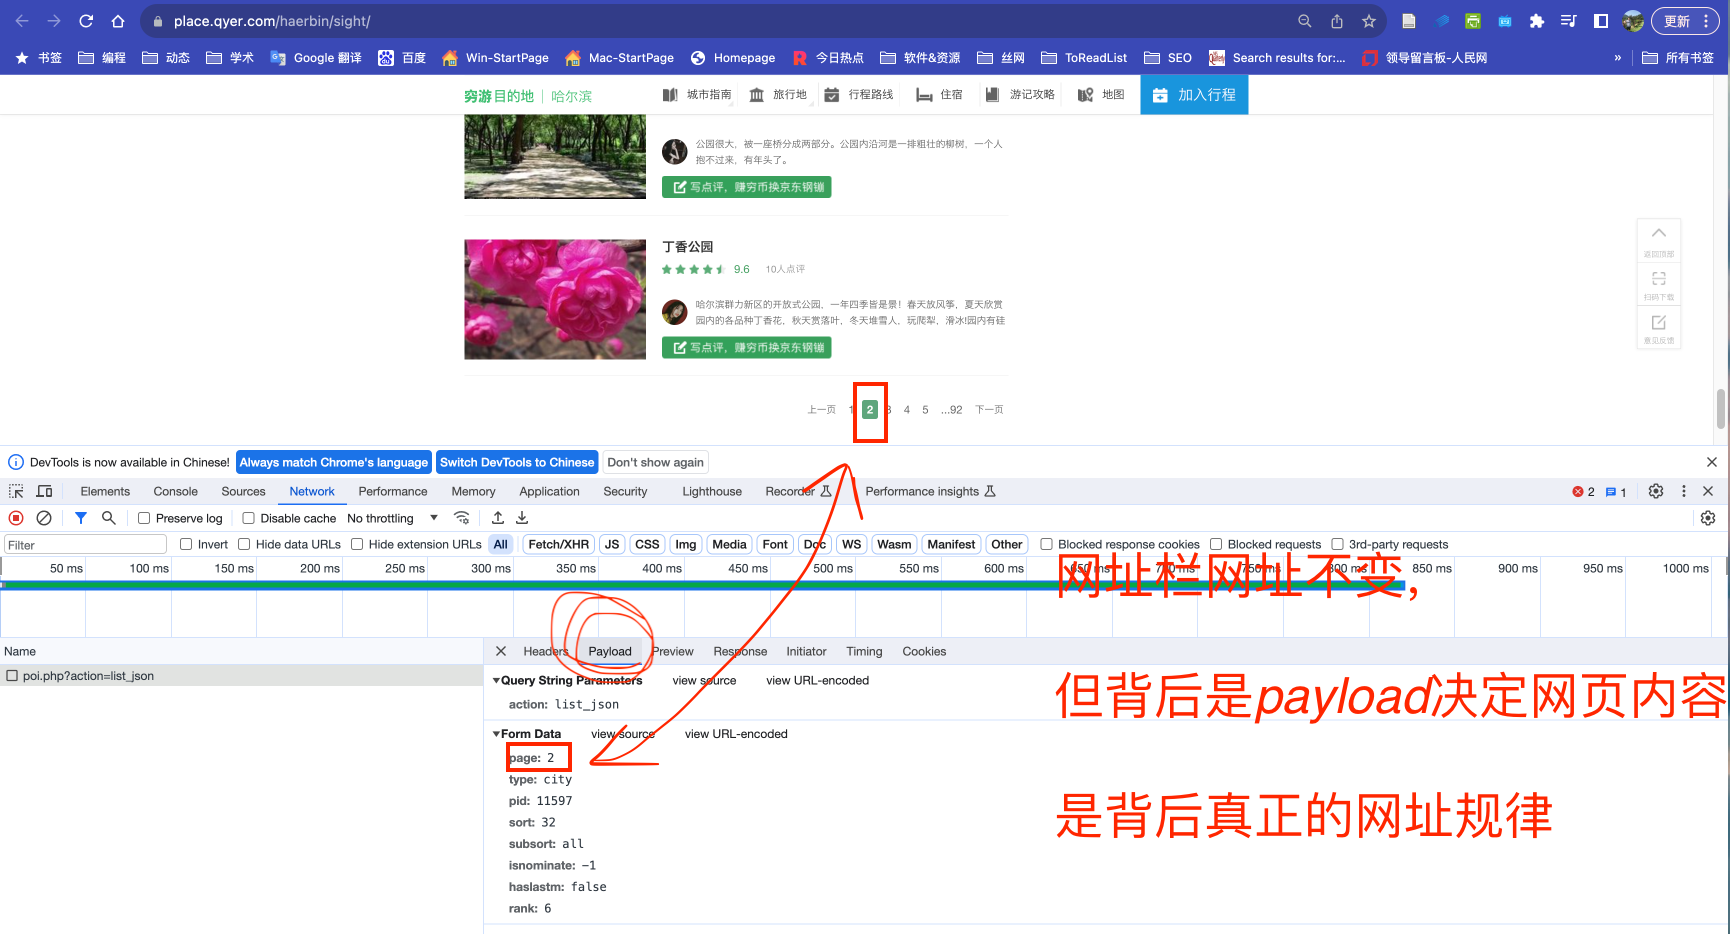 place.qyer.com/haerbin/sight/
更新
书签 编程 动态 学术 Google 翻译 百度 Win-StartPage Mac-StartPage Homepage 今日热点 软件&资源 丝网 ToReadList SEO Search results for:... 领导留言板-人民网 » 所有书签
穷游目的地 | 哈尔滨 城市指南 旅行地 行程路线 住宿 游记攻略 地图 加入行程
公园很大，被一座桥分成两部分。公园内沿河是一排粗壮的柳树，一个人
抱不过来，有年头了。
写点评，赚穷币换京东钢镚
丁香公园
9.6 10人点评
哈尔滨群力新区的开放式公园，一年四季皆是景！春天放风筝，夏天欣赏
园内的各品种丁香花，秋天赏落叶，冬天堆雪人，玩爬犁，滑冰!园内有硅
写点评，赚穷币换京东钢镚
返回顶部
扫码下载
意见反馈
上一页 1 2 3 4 5 ...92 下一页
DevTools is now available in Chinese! Always match Chrome's language Switch DevTools to Chinese Don't show again
Elements Console Sources Network Performance Memory Application Security Lighthouse Recorder Performance insights 2 1
Preserve log Disable cache No throttling
Filter Invert Hide data URLs Hide extension URLs All Fetch/XHR JS CSS Img Media Font Doc WS Wasm Manifest Other Blocked response cookies Blocked requests 3rd-party requests
50 ms 100 ms 150 ms 200 ms 250 ms 300 ms 350 ms 400 ms 450 ms 500 ms 550 ms 600 ms 650 ms 700 ms 750 ms 800 ms 850 ms 900 ms 950 ms 1000 ms
网址栏网址不变，
Name
poi.php?action=list_json
Headers Payload Preview Response Initiator Timing Cookies
Query String Parameters view source view URL-encoded
action: list_json
Form Data view source view URL-encoded
page: 2
type: city
pid: 11597
sort: 32
subsort: all
isnominate: -1
haslastm: false
rank: 6
但背后是payload决定网页内容
是背后真正的网址规律